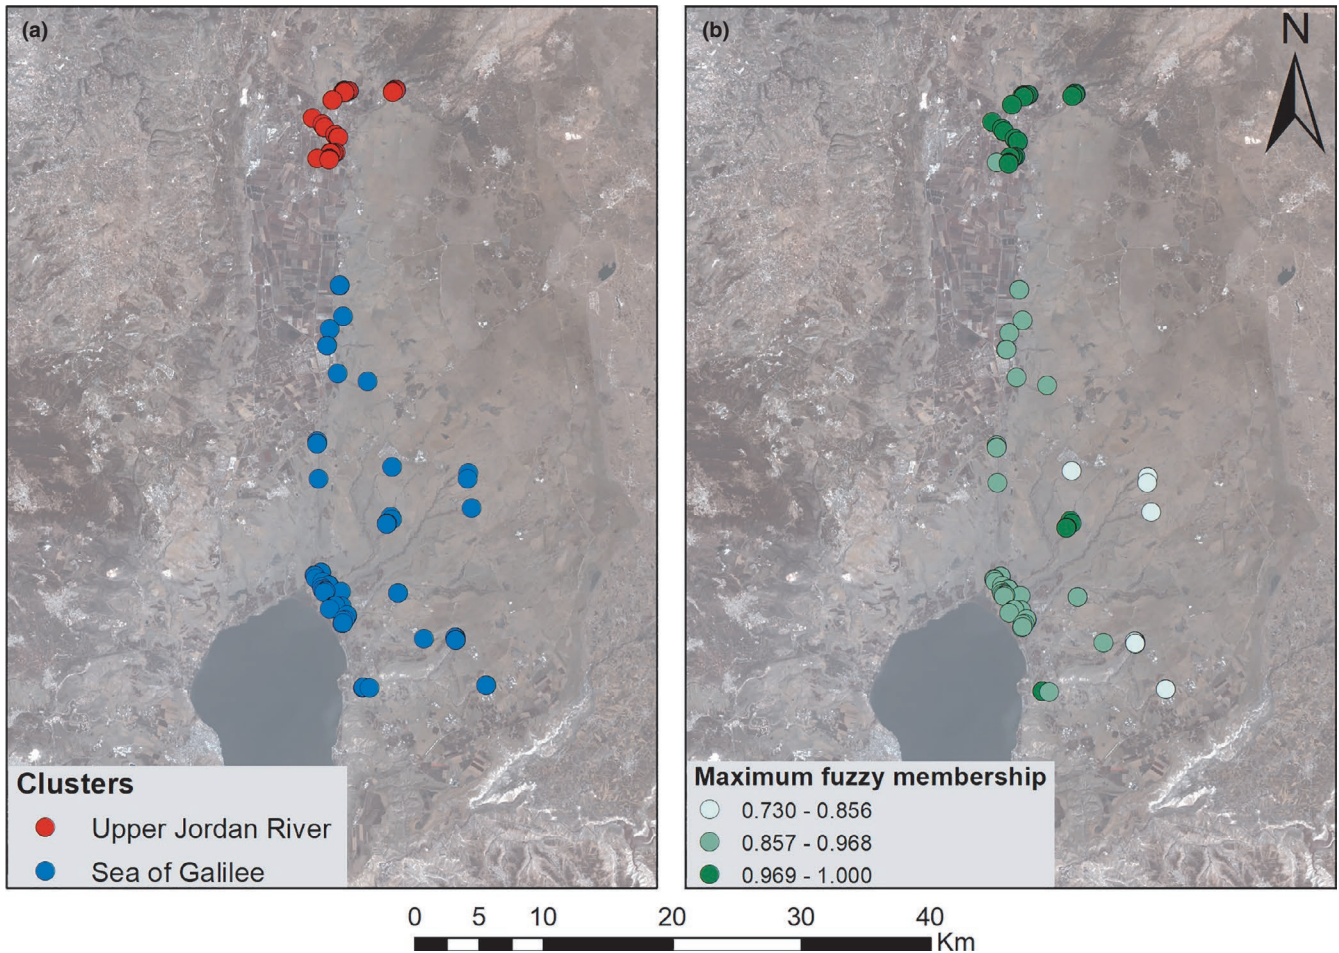 (a)
Clusters
Upper Jordan River
Sea of Galilee
(b)
N
Maximum fuzzy membership
0.730 - 0.856
0.857 - 0.968
0.969 - 1.000
0 5 10 20 30 40
Km